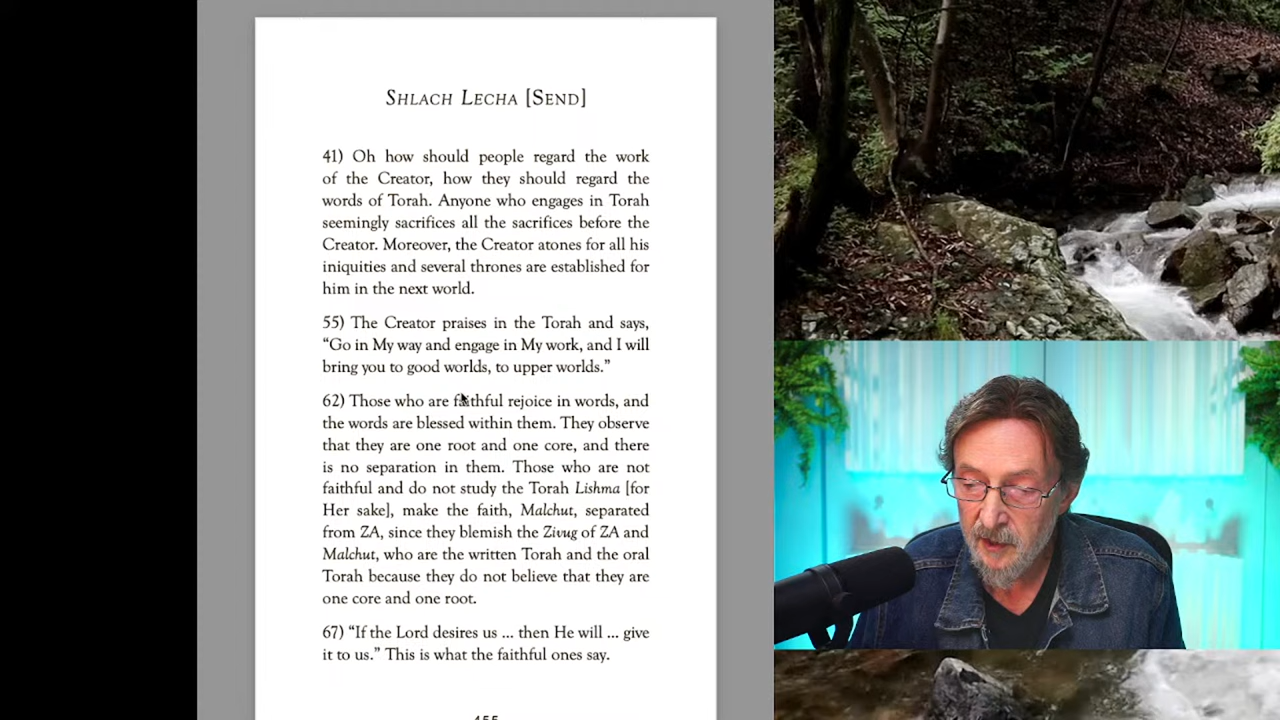 SHLACH LECHA [SEND]
41) Oh how should people regard the work
of the Creator, how they should regard the
words of Torah. Anyone who engages in Torah
seemingly sacrifices all the sacrifices before the
Creator. Moreover, the Creator atones for all his
iniquities and several thrones are established for
him in the next world.
55) The Creator praises in the Torah and says,
“Go in My way and engage in My work, and I will
bring you to good worlds, to upper worlds.”
62) Those who are faithful rejoice in words, and
the words are blessed within them. They observe
that they are one root and one core, and there
is no separation in them. Those who are not
faithful and do not study the Torah Lishma [for
Her sake], make the faith, Malchut, separated
from ZA, since they blemish the Zivug of ZA and
Malchut, who are the written Torah and the oral
Torah because they do not believe that they are
one core and one root.
67) “If the Lord desires us ... then He will ... give
it to us.” This is what the faithful ones say.
455